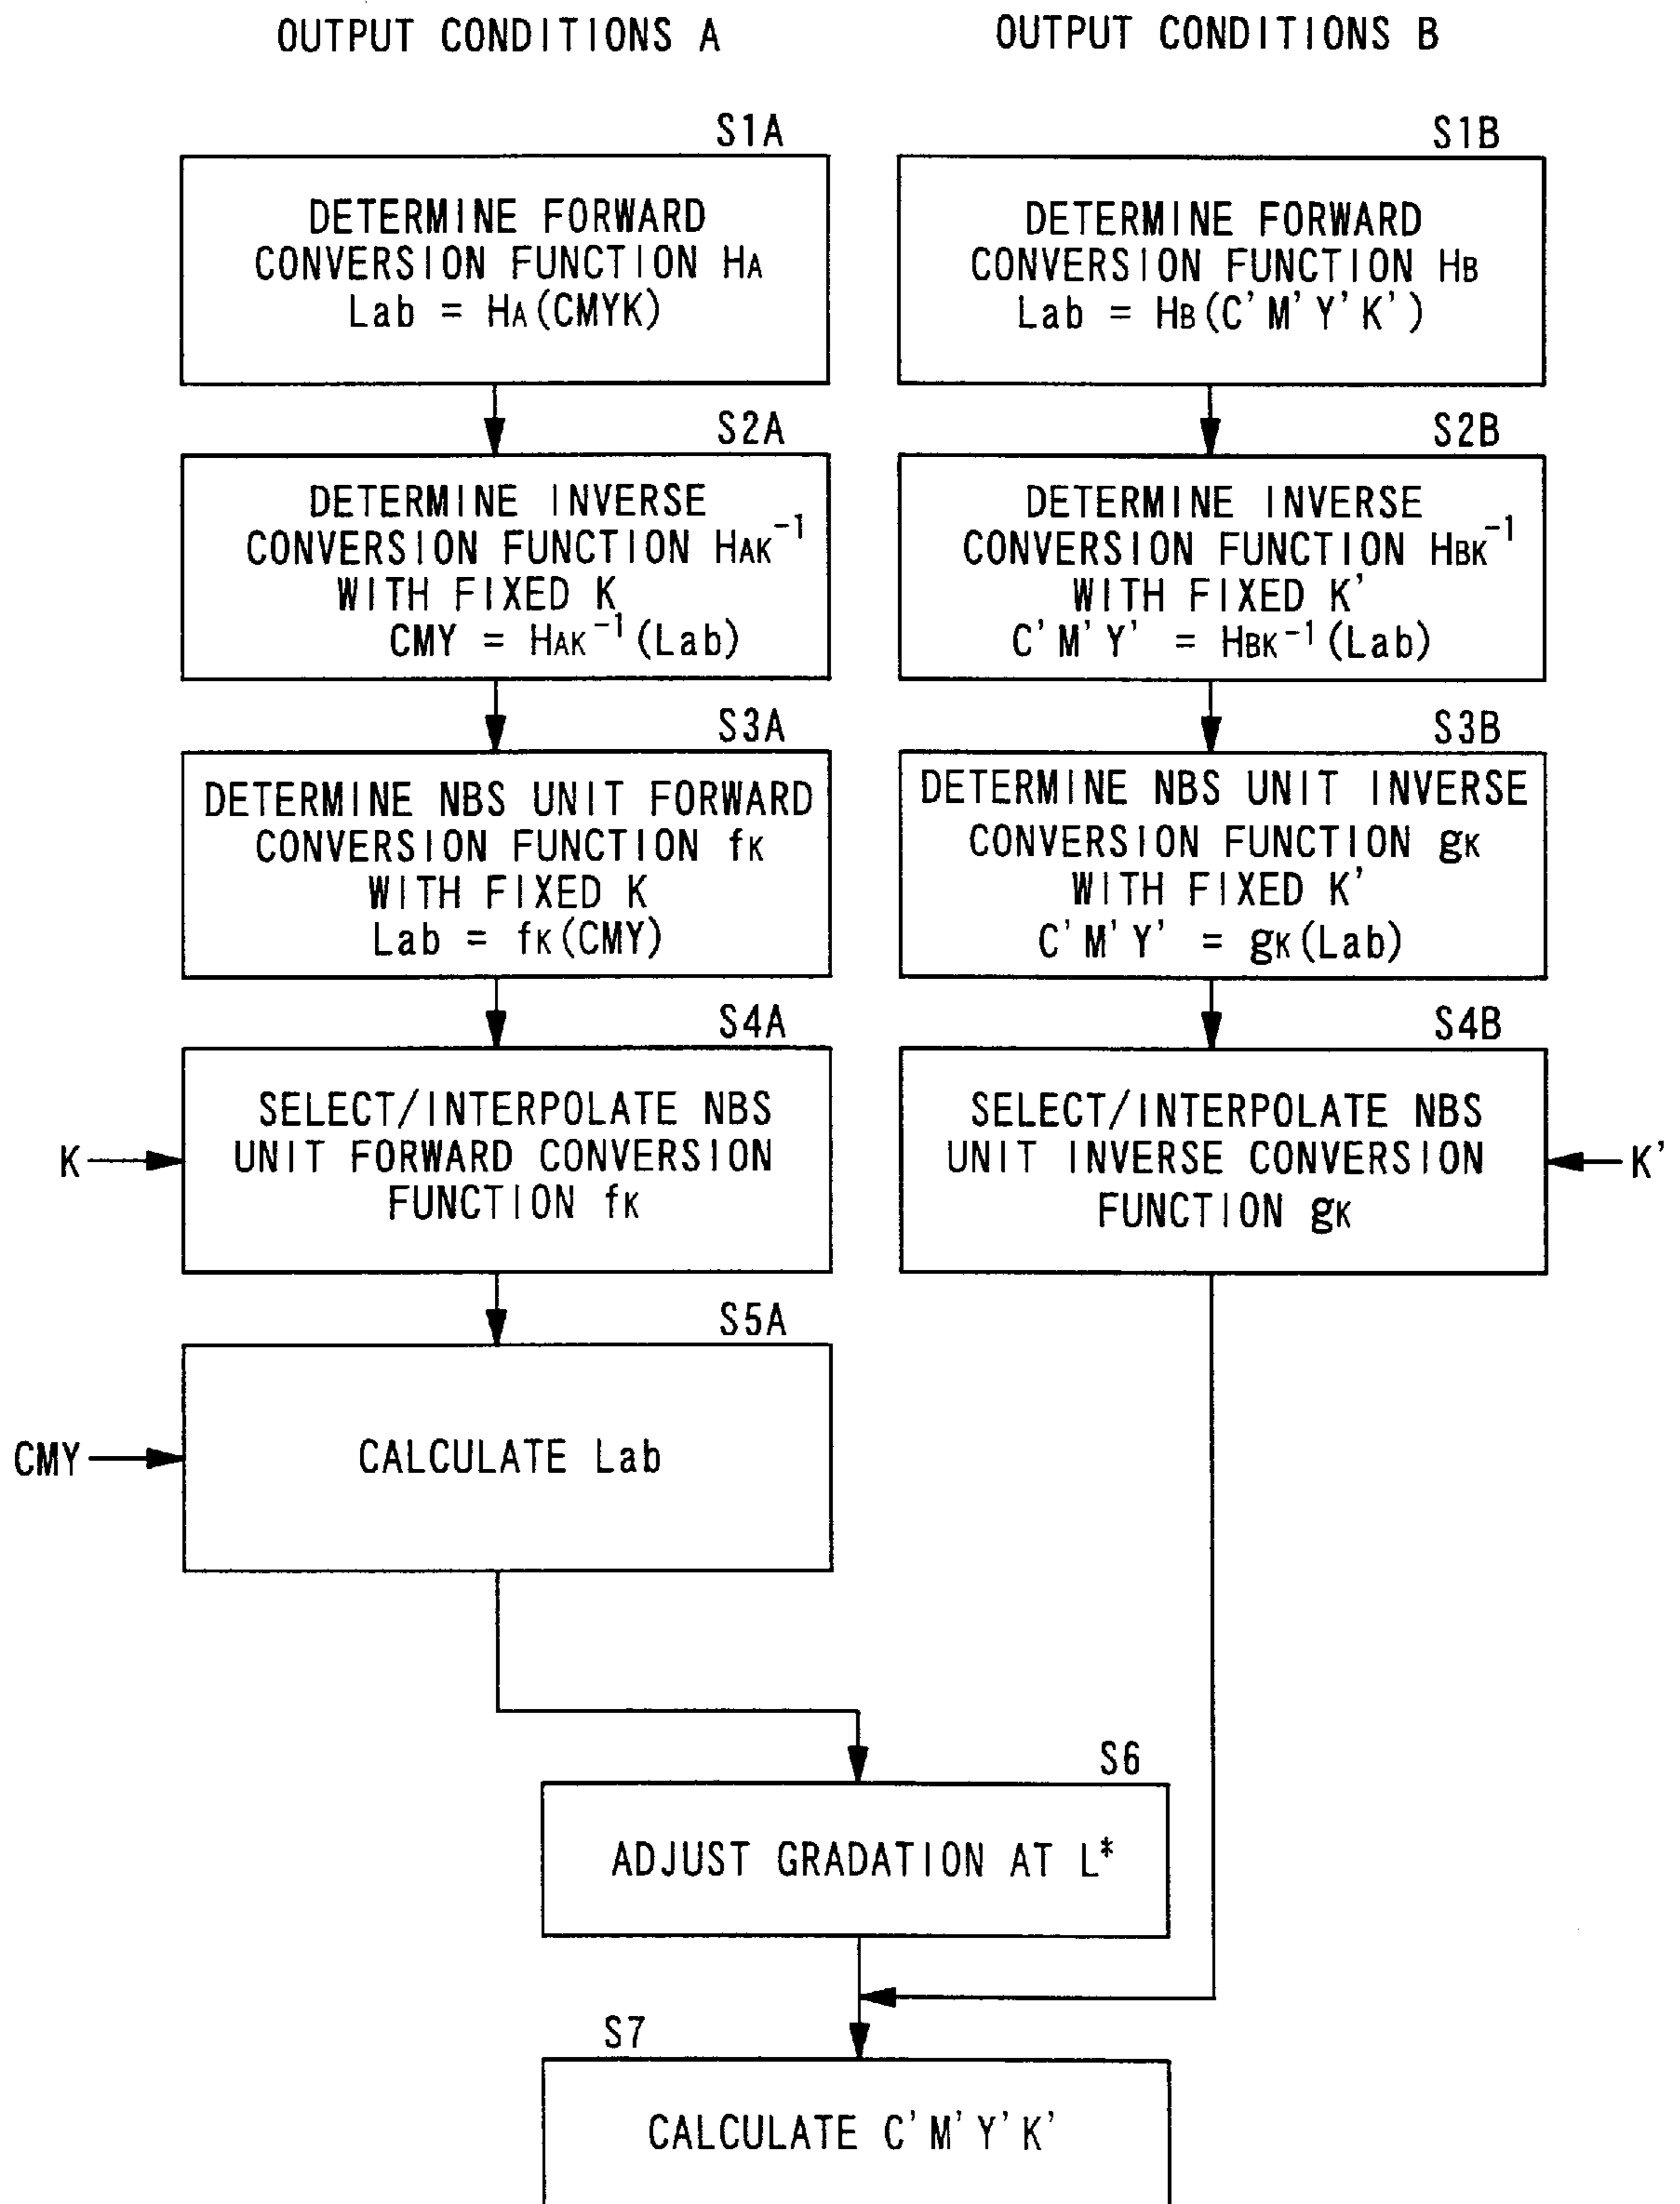 OUTPUT CONDITIONS A
OUTPUT CONDITIONS B
S1A
DETERMINE FORWARD
CONVERSION FUNCTION HA
Lab = HA(CMYK)
S1B
DETERMINE FORWARD
CONVERSION FUNCTION HB
Lab = HB(C'M'Y'K')
S2A
DETERMINE INVERSE
CONVERSION FUNCTION HAK⁻¹
WITH FIXED K
CMY = HAK⁻¹(Lab)
S2B
DETERMINE INVERSE
CONVERSION FUNCTION HBK⁻¹
WITH FIXED K'
C'M'Y' = HBK⁻¹(Lab)
S3A
DETERMINE NBS UNIT FORWARD
CONVERSION FUNCTION fK
WITH FIXED K
Lab = fK(CMY)
S3B
DETERMINE NBS UNIT INVERSE
CONVERSION FUNCTION gK
WITH FIXED K'
C'M'Y' = gK(Lab)
S4A
K
SELECT/INTERPOLATE NBS
UNIT FORWARD CONVERSION
FUNCTION fK
S4B
SELECT/INTERPOLATE NBS
UNIT INVERSE CONVERSION
FUNCTION gK
K'
S5A
CMY
CALCULATE Lab
S6
ADJUST GRADATION AT L*
S7
CALCULATE C'M'Y'K'